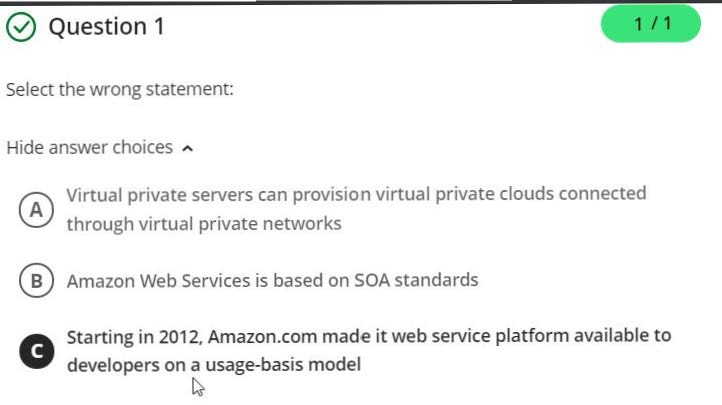 Question 1
1 / 1
Select the wrong statement:
Hide answer choices
A
Virtual private servers can provision virtual private clouds connected
through virtual private networks
B
Amazon Web Services is based on SOA standards
C
Starting in 2012, Amazon.com made it web service platform available to
developers on a usage-basis model